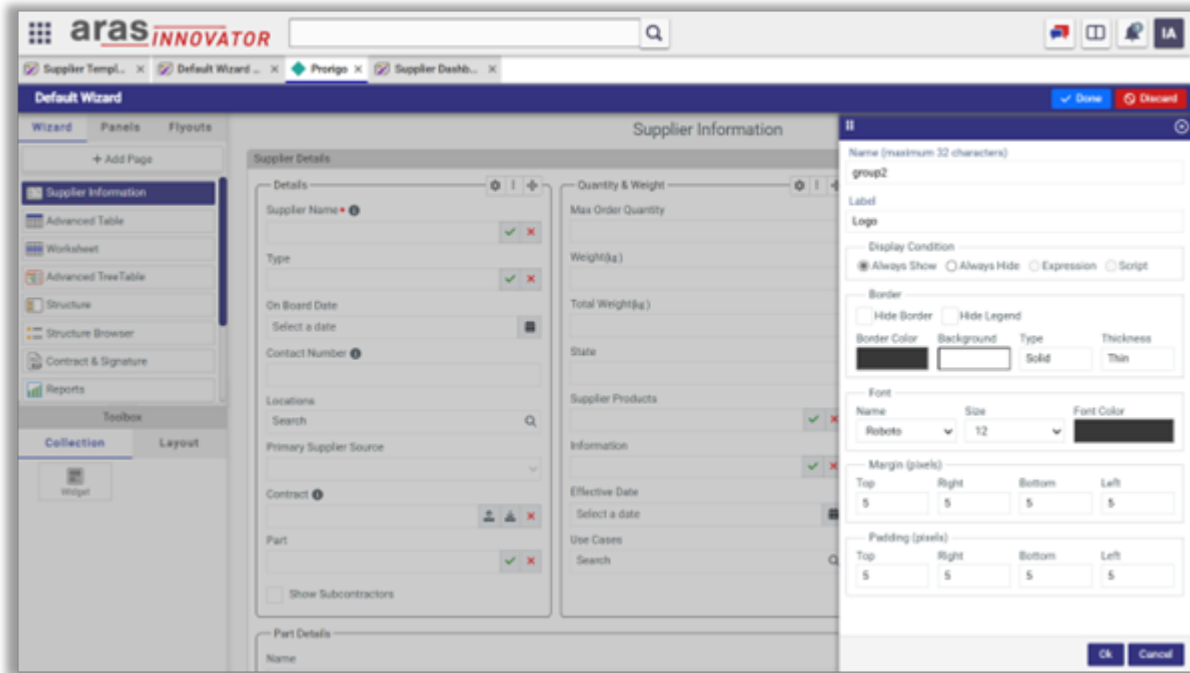 aras INNOVATOR
IA
Supplier Templ... × Default Wizard ... × Prorigo × Supplier Dashb... ×
Default Wizard
Done Discard
Wizard Panels Flyouts
+ Add Page
Supplier Information
Advanced Table
Worksheet
Advanced TreeTable
Structure
Structure Browser
Contract & Signature
Reports
Toolbox
Collection Layout
Widget
Supplier Information
Supplier Details
Details
Supplier Name
Type
On Board Date
Select a date
Contact Number
Locations
Search
Primary Supplier Source
Contract
Part
Show Subcontractors
Quantity & Weight
Max Order Quantity
Weight(kg)
Total Weight(kg)
State
Supplier Products
Information
Effective Date
Select a date
Use Cases
Search
Part Details
Name
Name (maximum 32 characters)
group2
Label
Logo
Display Condition
Always Show Always Hide Expression Script
Border
Hide Border Hide Legend
Border Color Background Type Thickness
Solid Thin
Font
Name Size Font Color
Roboto 12
Margin (pixels)
Top Right Bottom Left
5 5 5 5
Padding (pixels)
Top Right Bottom Left
5 5 5 5
Ok Cancel